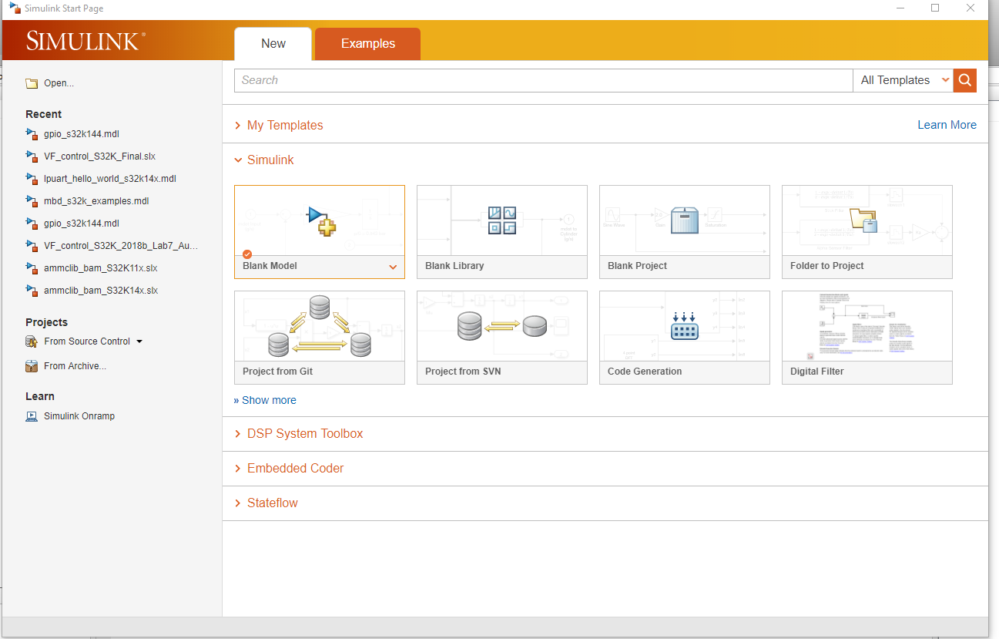 Simulink Start Page
SIMULINK®
New
Examples
Open...
Recent
gpio_s32k144.mdl
VF_control_S32K_Final.slx
lpuart_hello_world_s32k14x.mdl
mbd_s32k_examples.mdl
gpio_s32k144.mdl
VF_control_S32K_2018b_Lab7_Au...
ammclib_bam_S32K11x.slx
ammclib_bam_S32K14x.slx
Projects
From Source Control
From Archive...
Learn
Simulink Onramp
Search
All Templates
My Templates
Learn More
Simulink
Blank Model
Blank Library
Blank Project
Folder to Project
Project from Git
Project from SVN
Code Generation
Digital Filter
» Show more
DSP System Toolbox
Embedded Coder
Stateflow